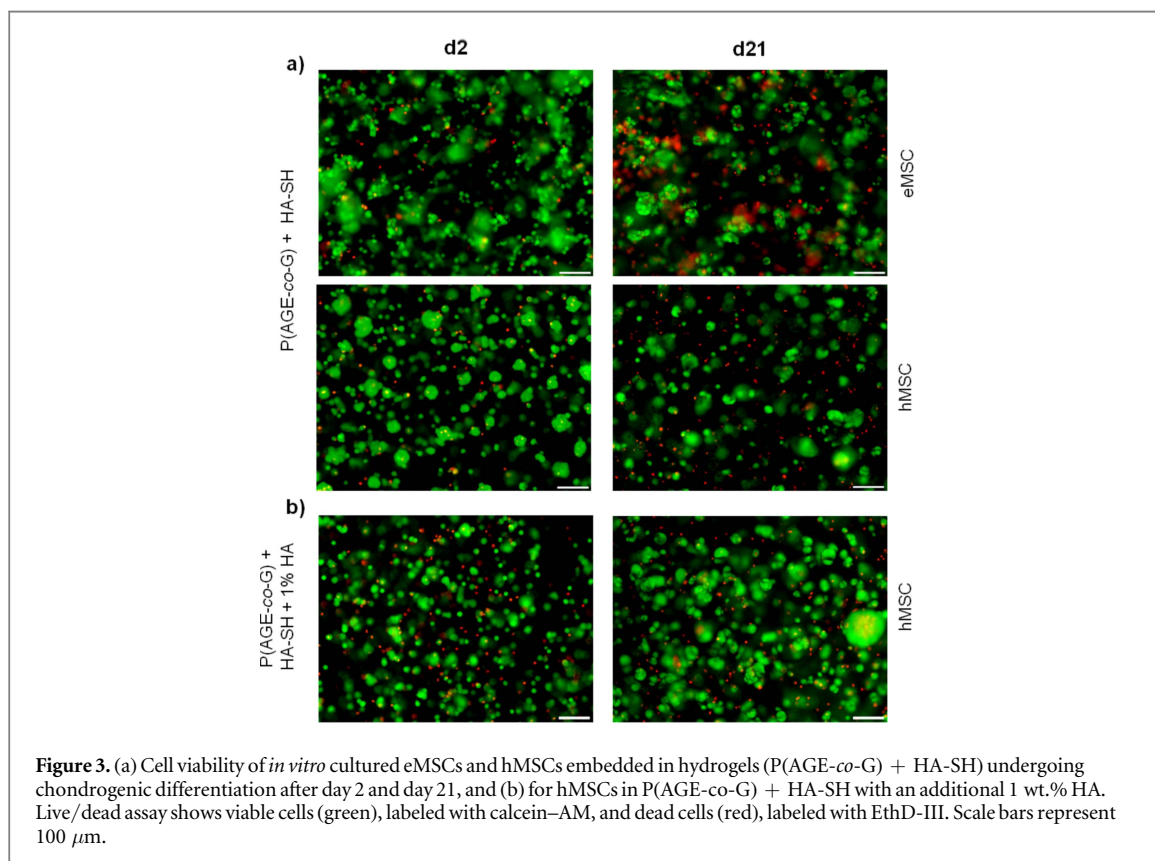 d2 d21
a)
P(AGE-co-G) + HA-SH
eMSC
hMSC
b)
P(AGE-co-G) +
HA-SH + 1% HA
hMSC
Figure 3. (a) Cell viability of in vitro cultured eMSCs and hMSCs embedded in hydrogels (P(AGE-co-G) + HA-SH) undergoing
chondrogenic differentiation after day 2 and day 21, and (b) for hMSCs in P(AGE-co-G) + HA-SH with an additional 1 wt.% HA.
Live/dead assay shows viable cells (green), labeled with calcein–AM, and dead cells (red), labeled with EthD-III. Scale bars represent
100 μm.